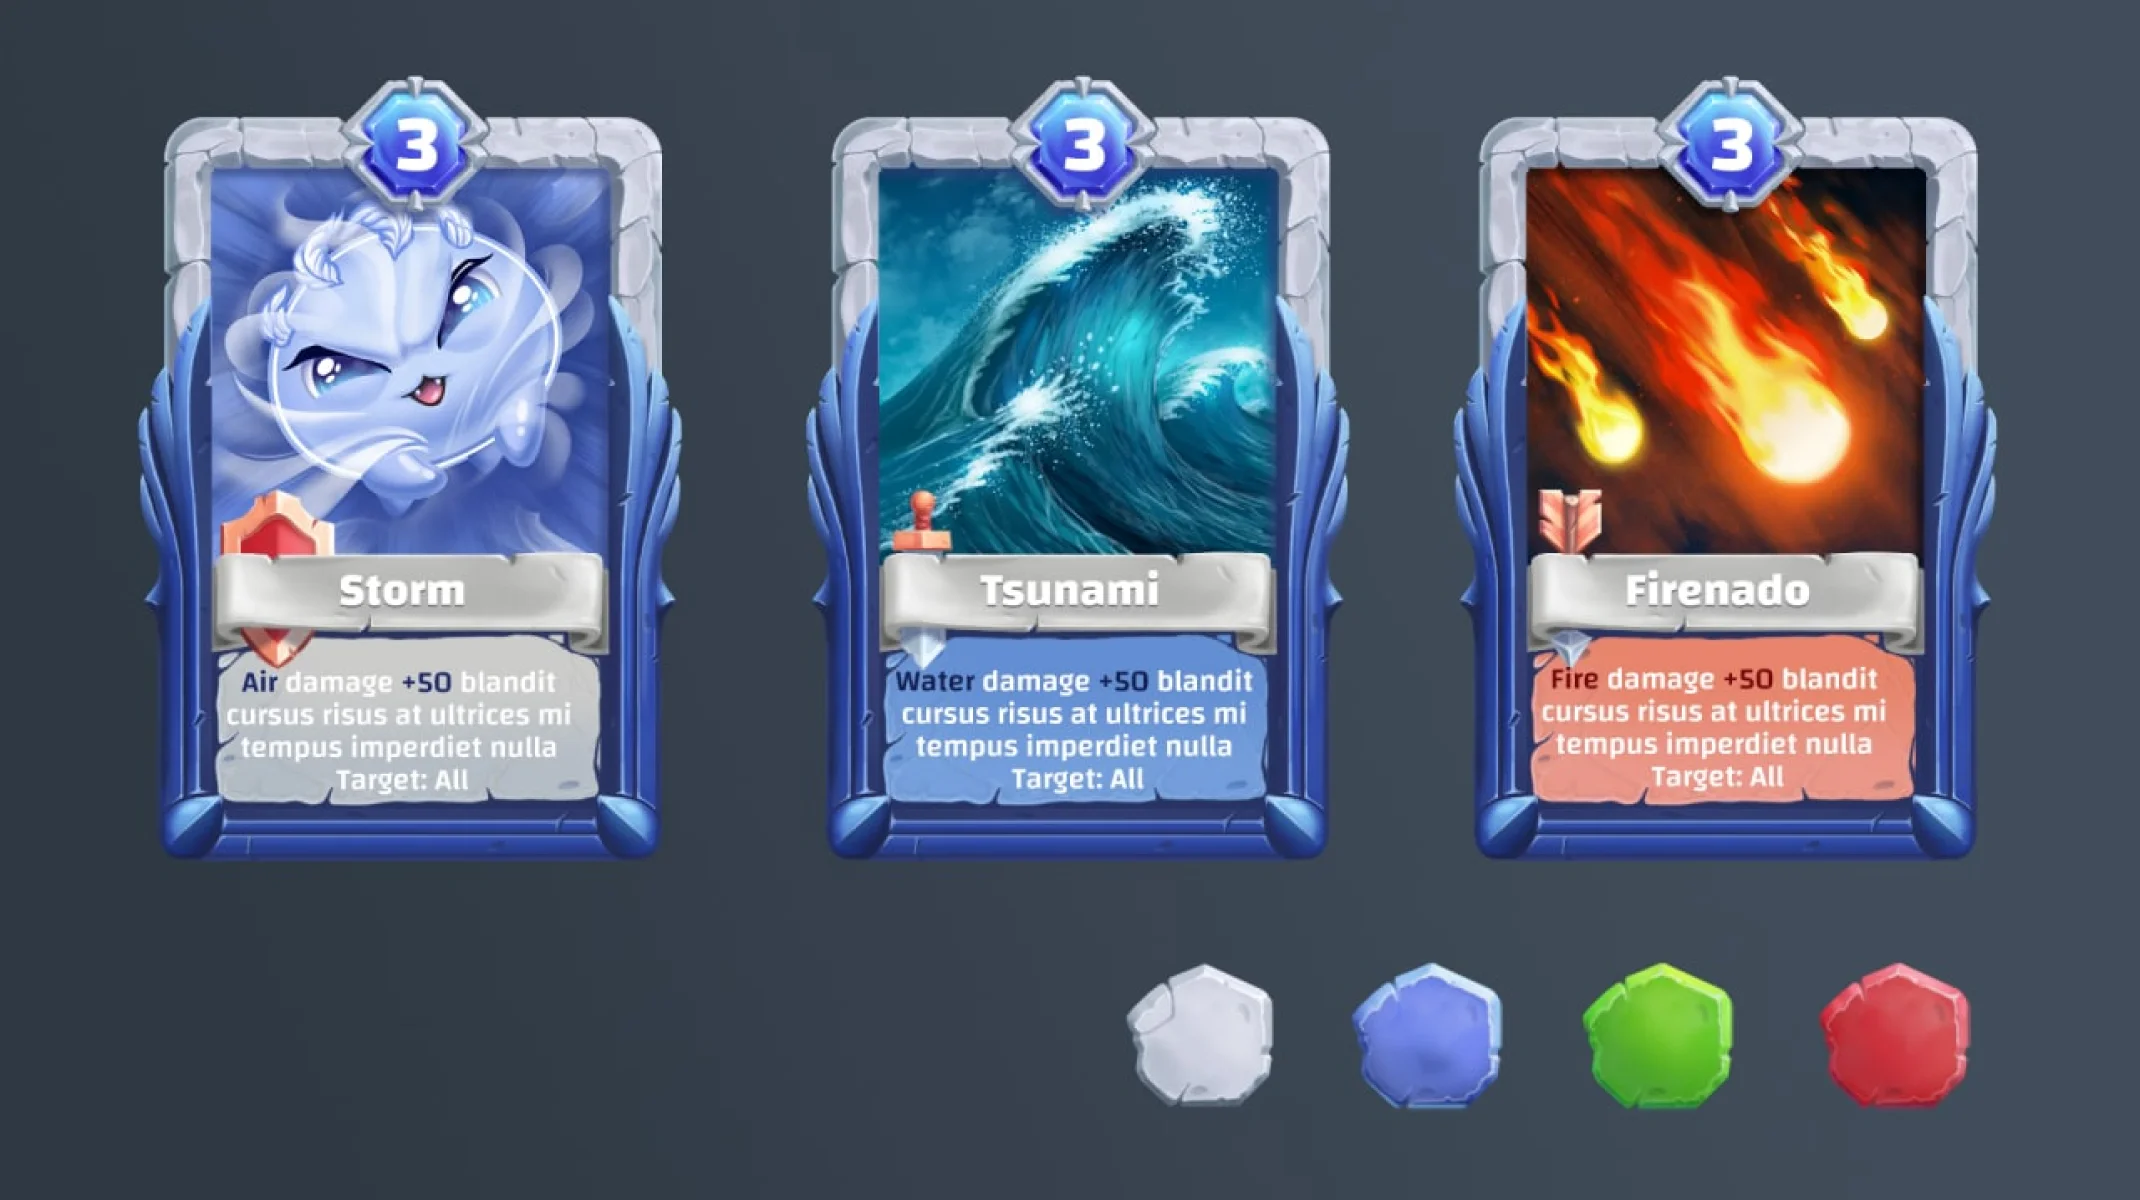 3
Storm
Air damage +50 blandit
cursus risus at ultrices mi
tempus imperdiet nulla
Target: All
3
Tsunami
Water damage +50 blandit
cursus risus at ultrices mi
tempus imperdiet nulla
Target: All
3
Firenado
Fire damage +50 blandit
cursus risus at ultrices mi
tempus imperdiet nulla
Target: All